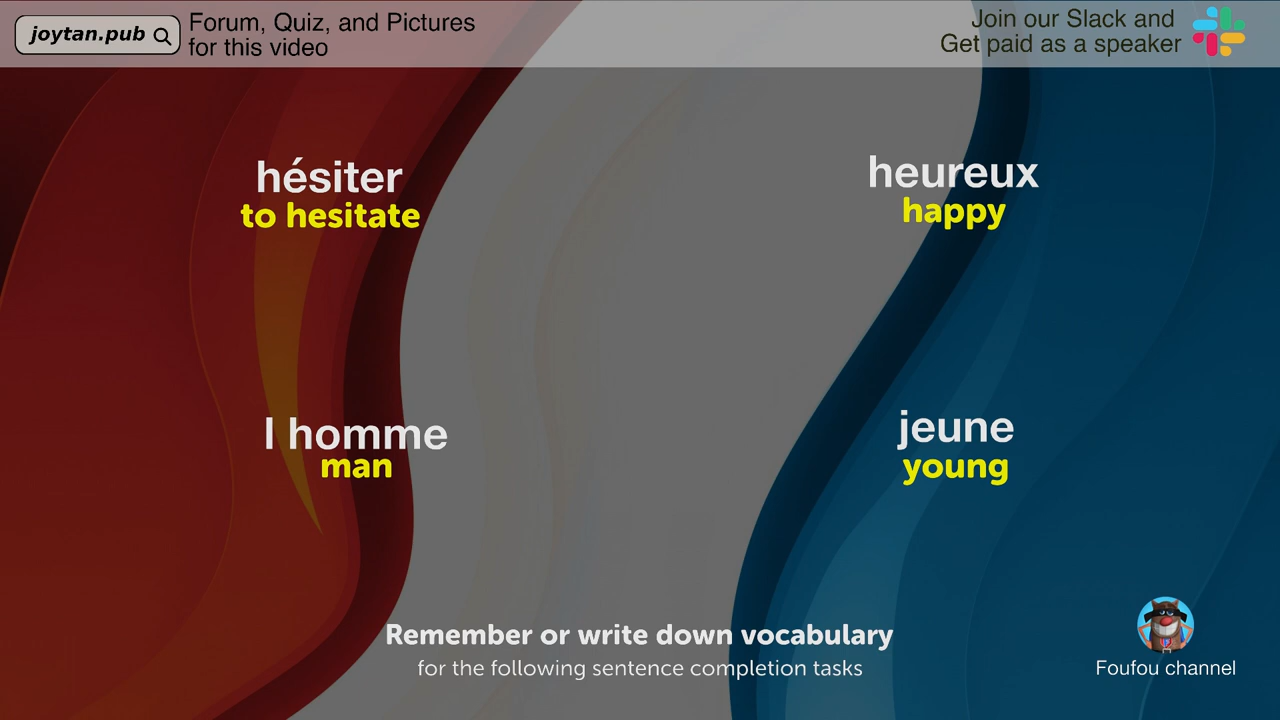 joytan.pub
Forum, Quiz, and Pictures
for this video
Join our Slack and
Get paid as a speaker
hésiter
to hesitate
heureux
happy
l homme
man
jeune
young
Remember or write down vocabulary
for the following sentence completion tasks
Foufou channel